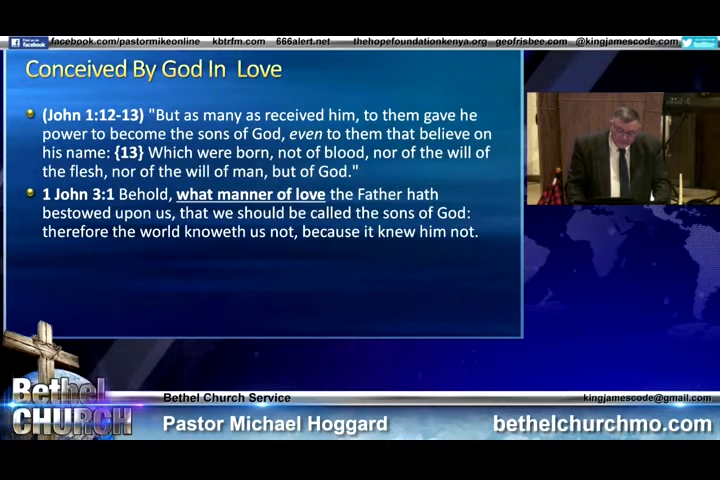 Find us on facebook
facebook.com/pastormikeonline kbtrfm.com 666alert.net thehopefoundationkenya.org geofrisbee.com @kingjamescode.com
Conceived By God In Love
(John 1:12-13) "But as many as received him, to them gave he
power to become the sons of God, even to them that believe on
his name: {13} Which were born, not of blood, nor of the will of
the flesh, nor of the will of man, but of God."
1 John 3:1 Behold, what manner of love the Father hath
bestowed upon us, that we should be called the sons of God:
therefore the world knoweth us not, because it knew him not.
Bethel
CHURCH
Bethel Church Service
kingjamescode@gmail.com
Pastor Michael Hoggard
bethelchurchmo.com